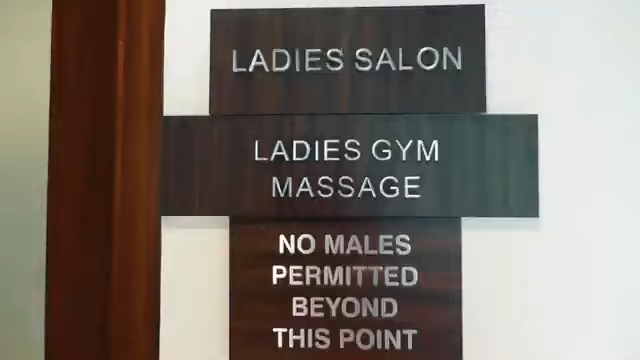 LADIES SALON
LADIES GYM
MASSAGE
NO MALES
PERMITTED
BEYOND
THIS POINT